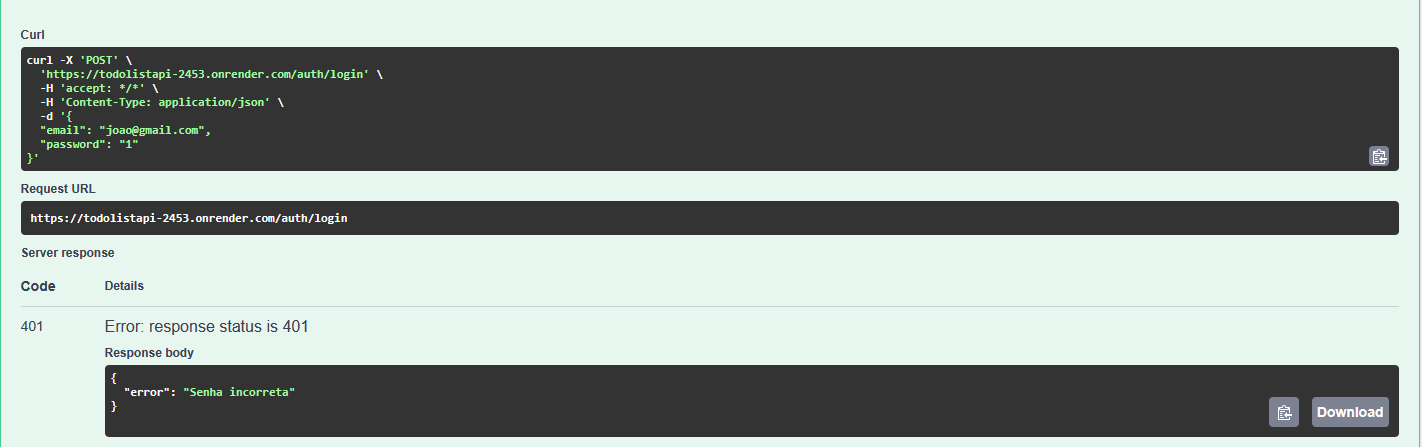 Curl
curl -X 'POST' \
  'https://todolistapi-2453.onrender.com/auth/login' \
  -H 'accept: */*' \
  -H 'Content-Type: application/json' \
  -d '{
  "email": "joao@gmail.com",
  "password": "1"
}'
Request URL
https://todolistapi-2453.onrender.com/auth/login
Server response
Code Details
401 Error: response status is 401
Response body
{
  "error": "Senha incorreta"
}
Download